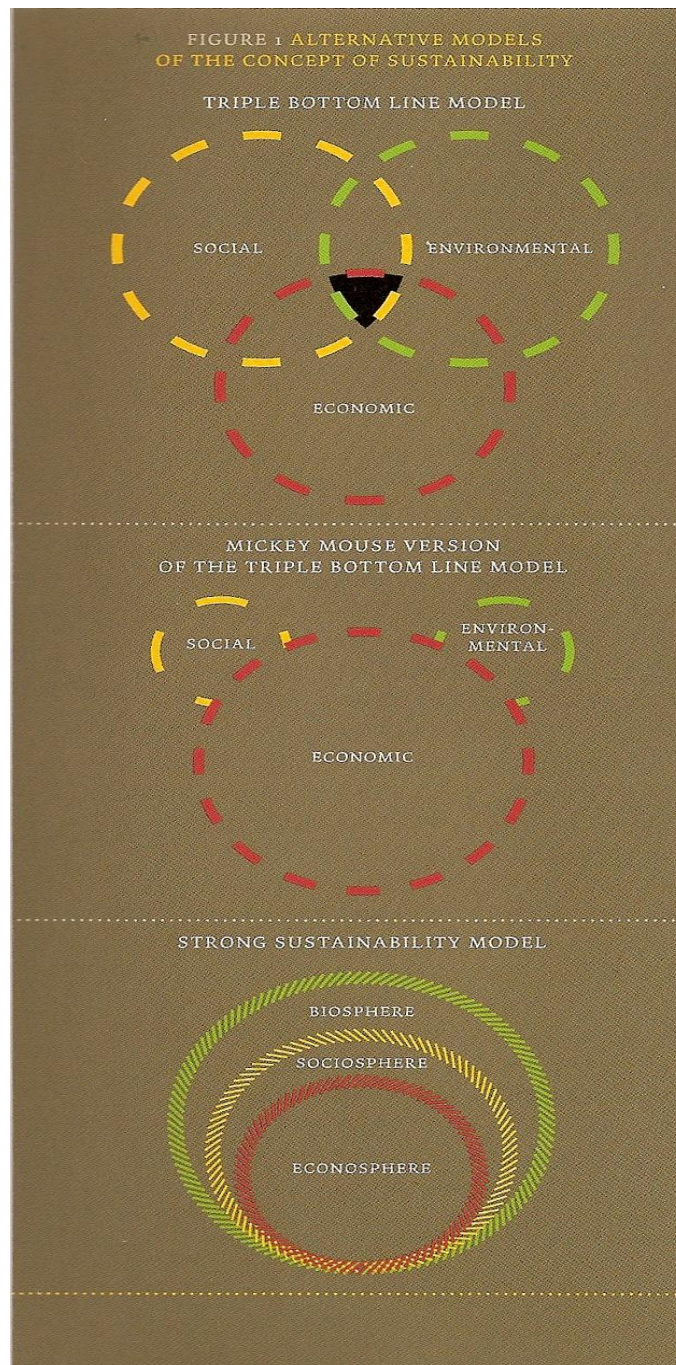 FIGURE 1 ALTERNATIVE MODELS
OF THE CONCEPT OF SUSTAINABILITY
TRIPLE BOTTOM LINE MODEL
SOCIAL
ENVIRONMENTAL
ECONOMIC
MICKEY MOUSE VERSION
OF THE TRIPLE BOTTOM LINE MODEL
SOCIAL
ENVIRON-
MENTAL
ECONOMIC
STRONG SUSTAINABILITY MODEL
BIOSPHERE
SOCIOSPHERE
ECONOSPHERE